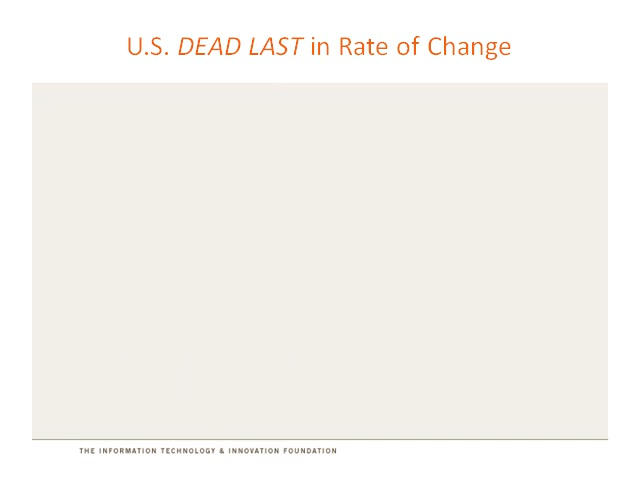 U.S. DEAD LAST in Rate of Change
THE INFORMATION TECHNOLOGY & INNOVATION FOUNDATION